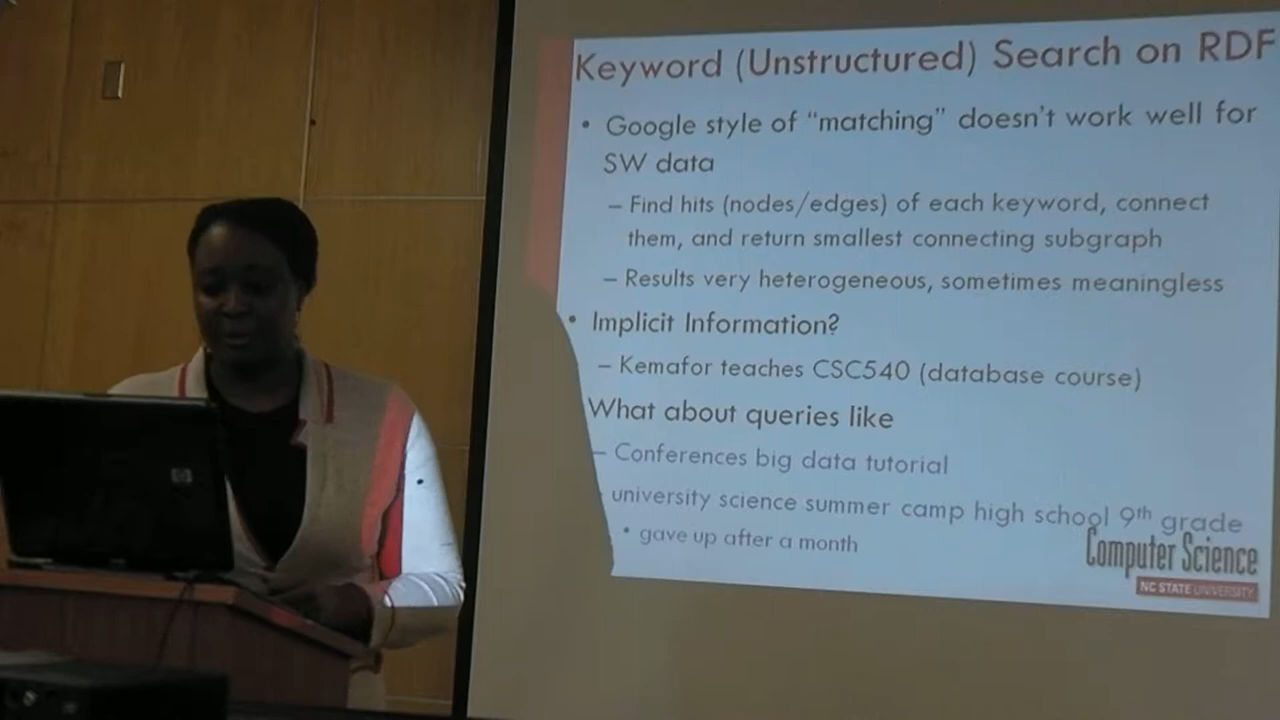 Keyword (Unstructured) Search on RDF
• Google style of “matching” doesn’t work well for
SW data
– Find hits (nodes/edges) of each keyword, connect
them, and return smallest connecting subgraph
– Results very heterogeneous, sometimes meaningless
• Implicit Information?
– Kemafor teaches CSC540 (database course)
What about queries like
– Conferences big data tutorial
university science summer camp high school 9th grade
• gave up after a month
Computer Science
NC STATE UNIVERSITY
hp